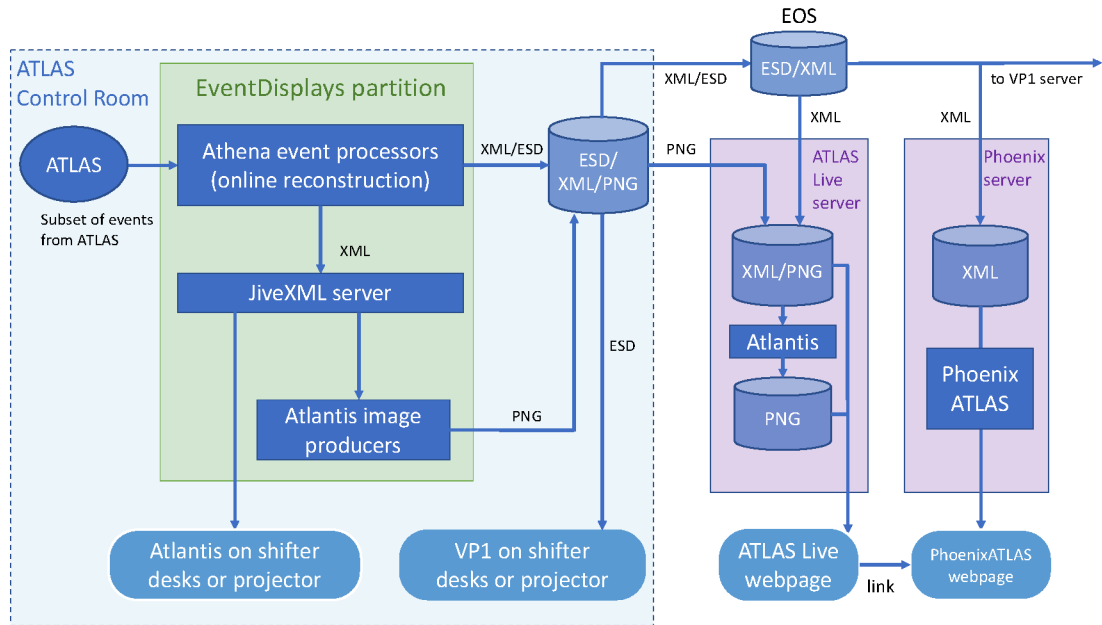 EOS
ATLAS
Control Room
EventDisplays partition
ATLAS
Subset of events
from ATLAS
Athena event processors
(online reconstruction)
XML/ESD
XML
JiveXML server
Atlantis image
producers
PNG
ESD/
XML/PNG
ESD
XML/ESD
PNG
ESD/XML
to VP1 server
XML
XML
ATLAS
Live
server
XML/PNG
Atlantis
PNG
Phoenix
server
XML
Phoenix
ATLAS
Atlantis on shifter
desks or projector
VP1 on shifter
desks or projector
ATLAS Live
webpage
link
PhoenixATLAS
webpage